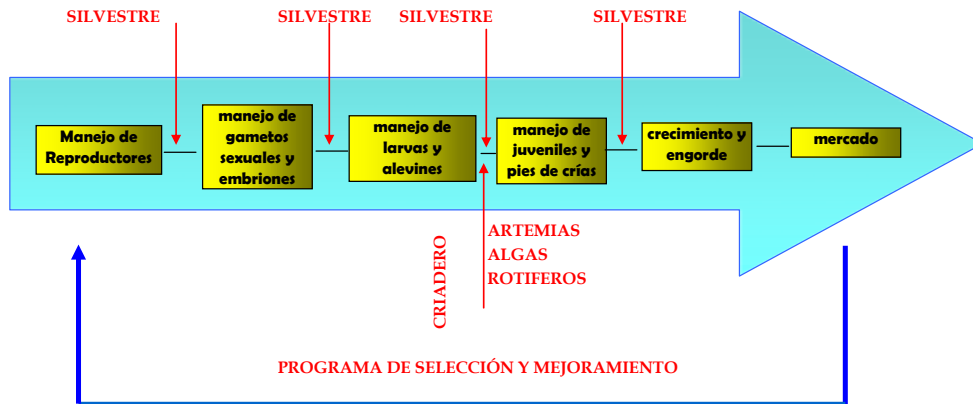 SILVESTRE
SILVESTRE
SILVESTRE
SILVESTRE
Manejo de
Reproductores
manejo de
gametos
sexuales y
embriones
manejo de
larvas y
alevines
manejo de
juveniles y
pies de crías
crecimiento y
engorde
mercado
CRIADERO
ARTEMIAS
ALGAS
ROTIFEROS
PROGRAMA DE SELECCIÓN Y MEJORAMIENTO